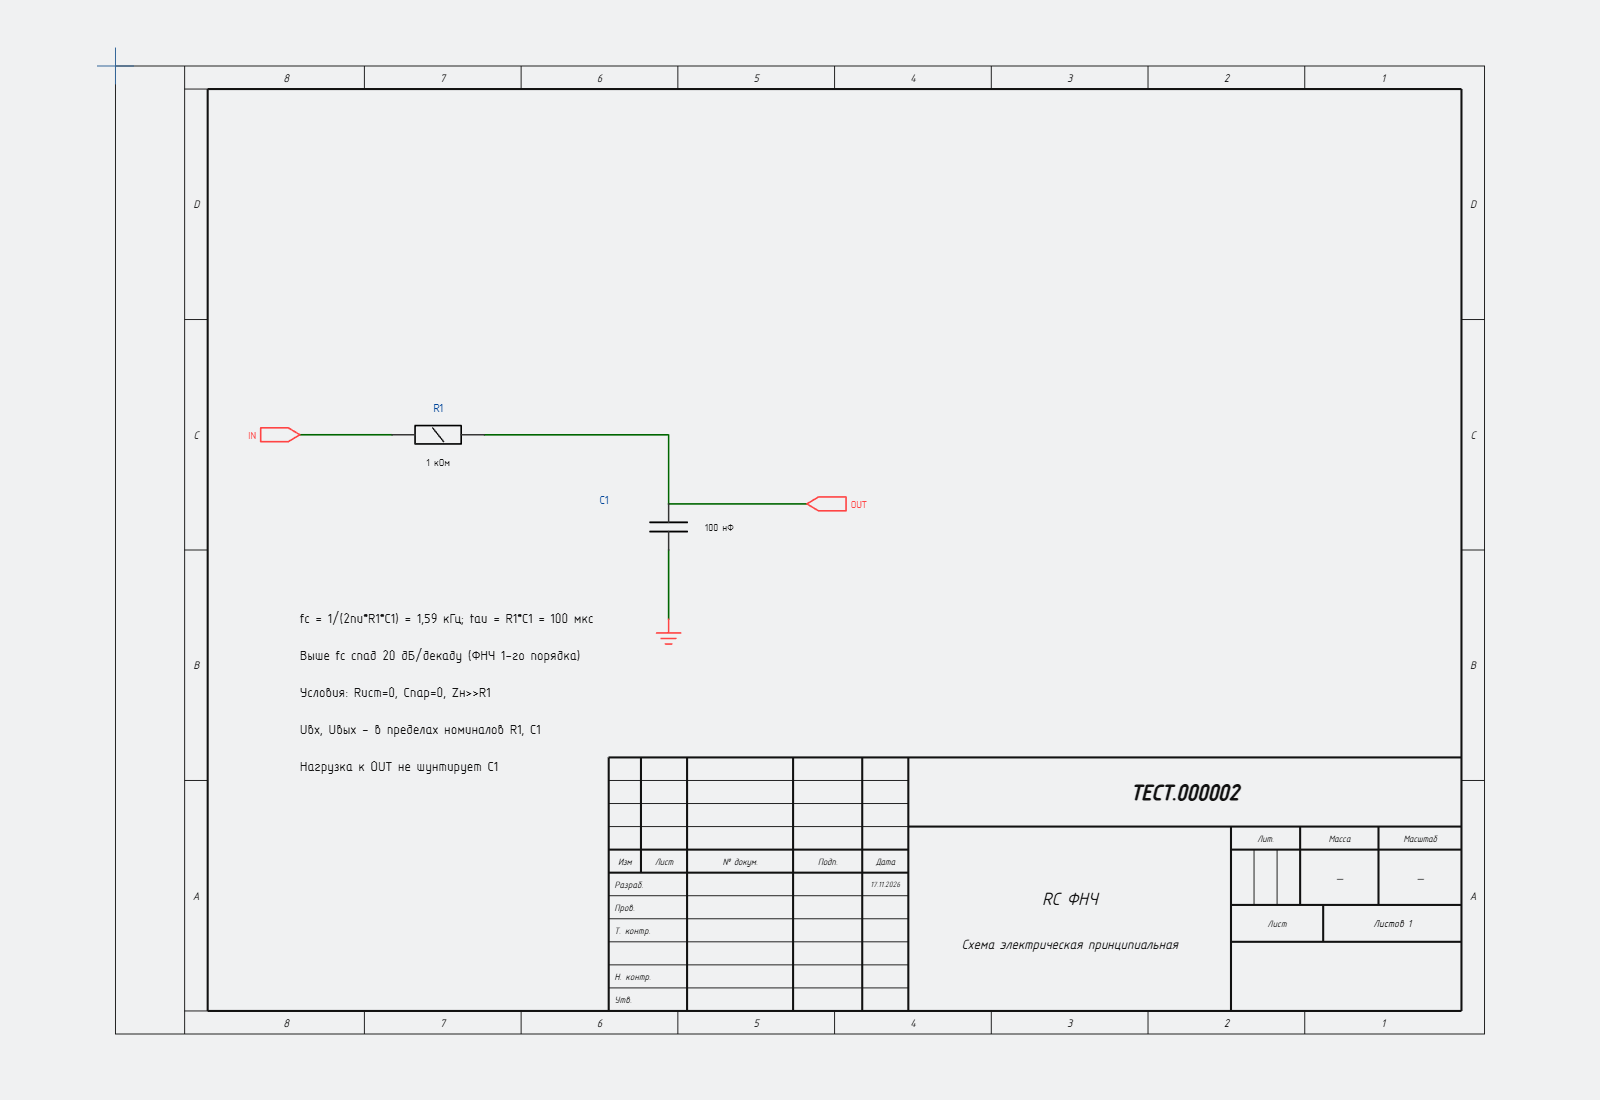 8 7 6 5 4 3 2 1
D D
R1
IN
C C
1 кОм
C1
OUT
100 нФ
fc = 1/(2пи*R1*C1) = 1,59 кГц; tau = R1*C1 = 100 мкс
Выше fc спад 20 дБ/декаду (ФНЧ 1-го порядка)
B B
Условия: Rист=0, Cпар=0, Zн>>R1
Uвх, Uвых - в пределах номиналов R1, C1
Нагрузка к OUT не шунтирует C1
ТЕСТ.000002
Лит. Масса Масштаб
Изм Лист № докум. Подп. Дата
Разраб. 17.11.2026
— —
RC ФНЧ
A A
Пров.
Лист Листов 1
Т. контр.
Схема электрическая принципиальная
Н. контр.
Утв.
8 7 6 5 4 3 2 1